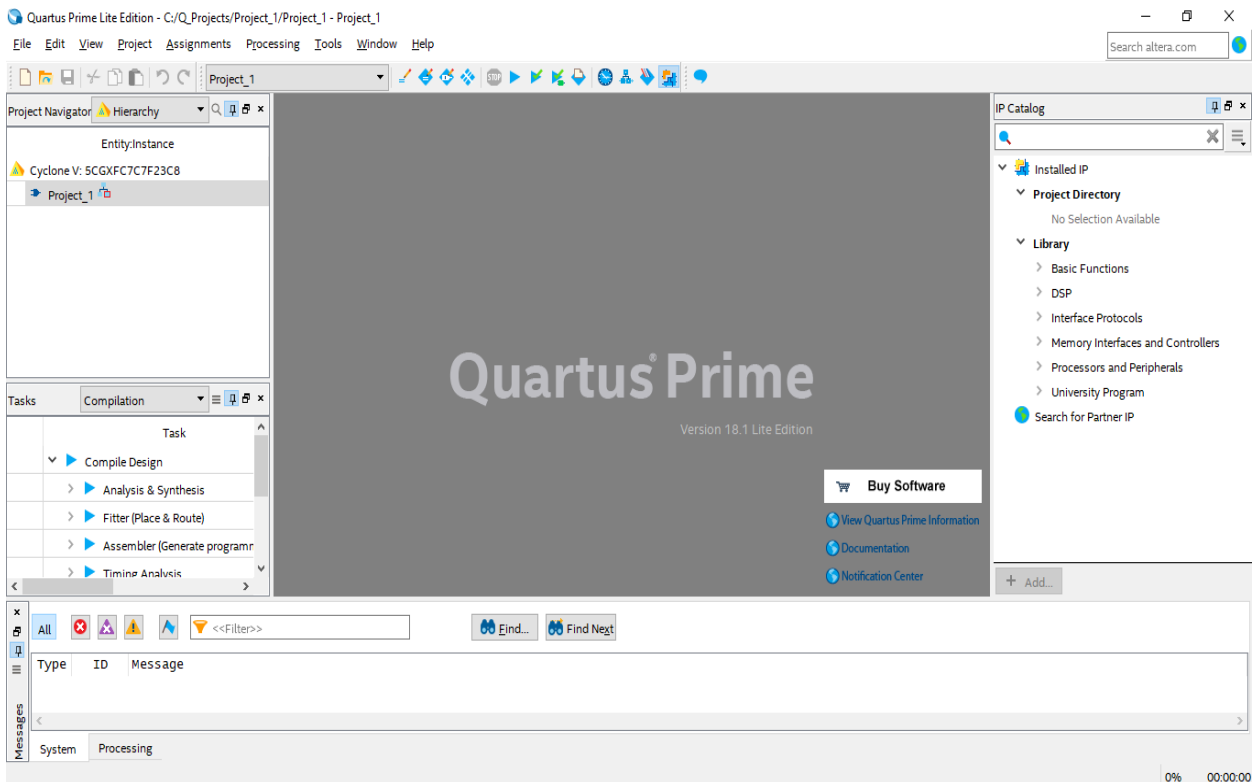 Quartus Prime Lite Edition - C:/Q_Projects/Project_1/Project_1 - Project_1
File Edit View Project Assignments Processing Tools Window Help
Search altera.com
Project_1
STOP
Project Navigator Hierarchy
Entity:Instance
Cyclone V: 5CGXFC7C7F23C8
Project_1
Tasks Compilation
Task
Compile Design
Analysis & Synthesis
Fitter (Place & Route)
Assembler (Generate programr
Timing Analysis
Quartus® Prime
Version 18.1 Lite Edition
Buy Software
View Quartus Prime Information
Documentation
Notification Center
IP Catalog
Installed IP
Project Directory
No Selection Available
Library
Basic Functions
DSP
Interface Protocols
Memory Interfaces and Controllers
Processors and Peripherals
University Program
Search for Partner IP
+ Add...
All <<Filter>> Find... Find Next
Type ID Message
Messages
System Processing
0% 00:00:00